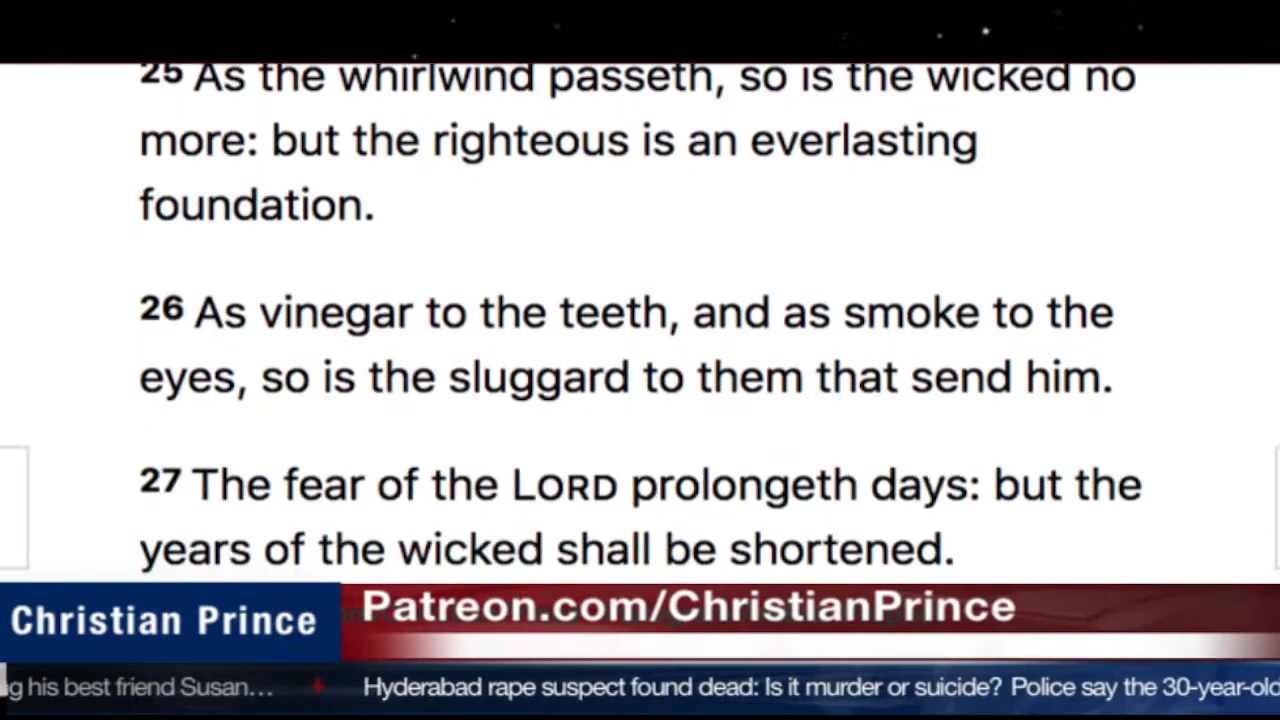 25 As the whirlwind passeth, so is the wicked no
more: but the righteous is an everlasting
foundation.
26 As vinegar to the teeth, and as smoke to the
eyes, so is the sluggard to them that send him.
27 The fear of the LORD prolongeth days: but the
years of the wicked shall be shortened.
Christian Prince
Patreon.com/ChristianPrince
g his best friend Susan... Hyderabad rape suspect found dead: Is it murder or suicide? Police say the 30-year-old